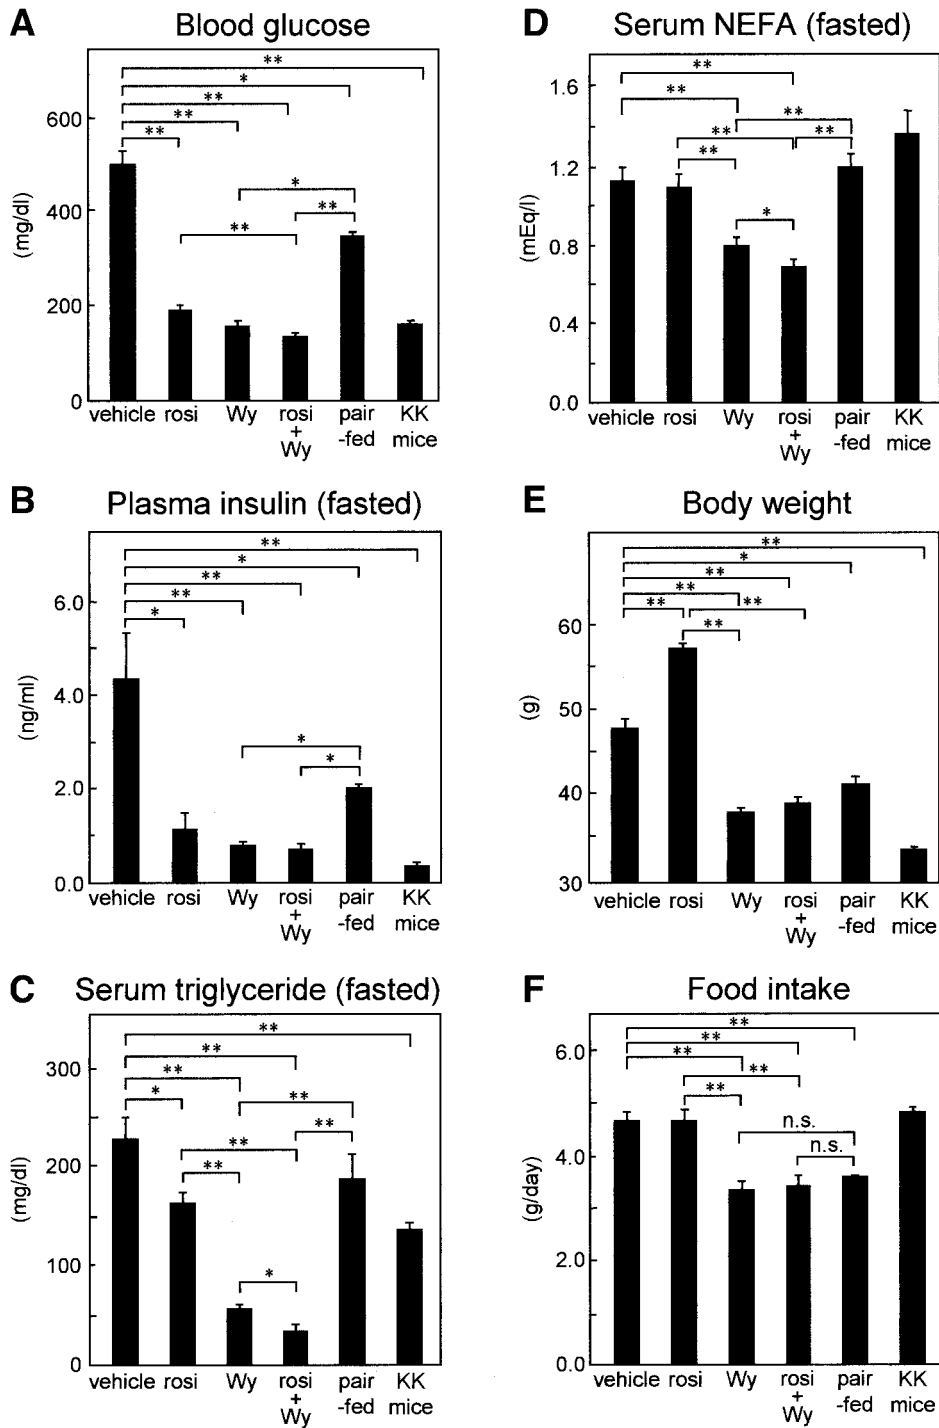 A Blood glucose
**
*
**
**
**
*
**
**
600
400
200
0
(mg/dl)
vehicle rosi Wy rosi pair KK
+ -fed mice
Wy
B Plasma insulin (fasted)
**
*
**
**
*
*
*
6.0
4.0
2.0
0.0
(ng/ml)
vehicle rosi Wy rosi pair KK
+ -fed mice
Wy
C Serum triglyceride (fasted)
**
**
**
*
**
**
**
**
*
300
200
100
0
(mg/dl)
vehicle rosi Wy rosi pair KK
+ -fed mice
Wy
D Serum NEFA (fasted)
**
**
**
**
**
**
*
1.6
1.2
0.8
0.4
0.0
(mEq/l)
vehicle rosi Wy rosi pair KK
+ -fed mice
Wy
E Body weight
**
*
**
**
** **
**
60
50
40
30
(g)
vehicle rosi Wy rosi pair KK
+ -fed mice
Wy
F Food intake
**
**
**
**
**
n.s.
n.s.
6.0
4.0
2.0
0.0
(g/day)
vehicle rosi Wy rosi pair KK
+ -fed mice
Wy